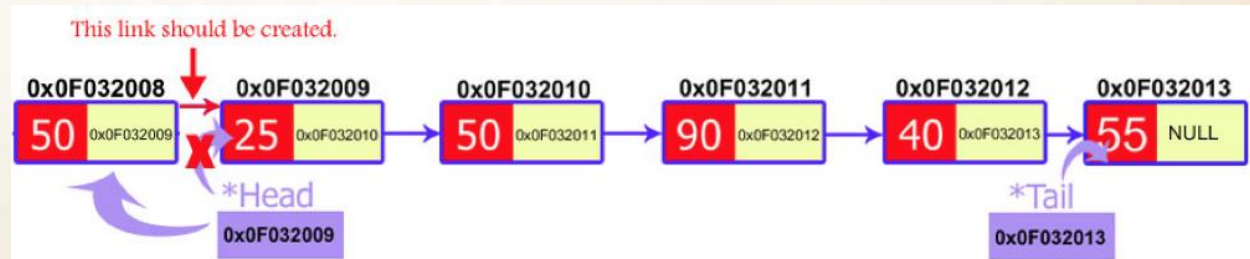 This link should be created.
0x0F032008 0x0F032009 0x0F032010 0x0F032011 0x0F032012 0x0F032013
50 0x0F032009 X 25 0x0F032010 50 0x0F032011 90 0x0F032012 40 0x0F032013 55 NULL
*Head *Tail
0x0F032009 0x0F032013